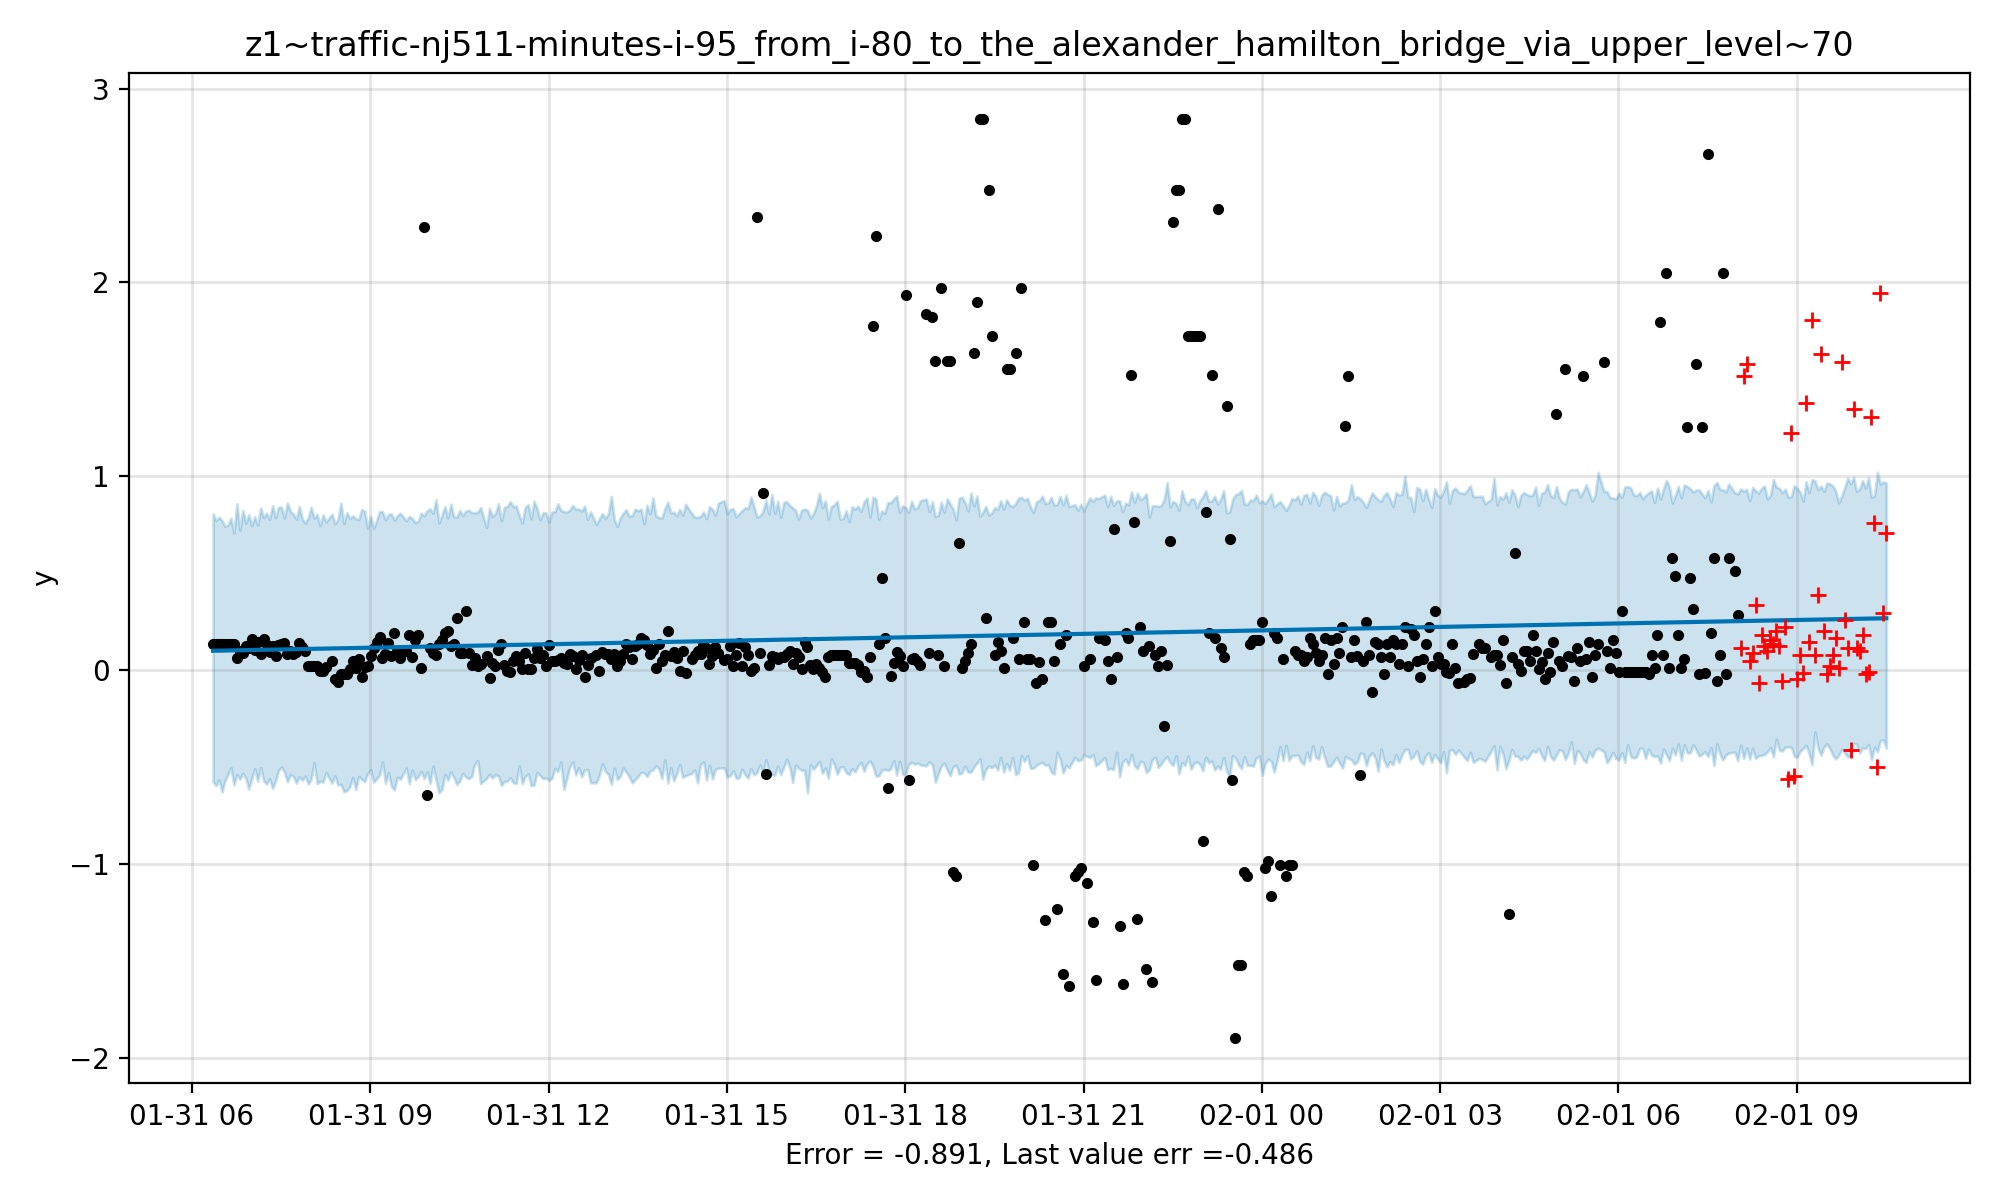 z1~traffic-nj511-minutes-i-95_from_i-80_to_the_alexander_hamilton_bridge_via_upper_level~70
3
2
1
0
−1
−2
y
01-31 06 01-31 09 01-31 12 01-31 15 01-31 18 01-31 21 02-01 00 02-01 03 02-01 06 02-01 09
Error = -0.891, Last value err =-0.486